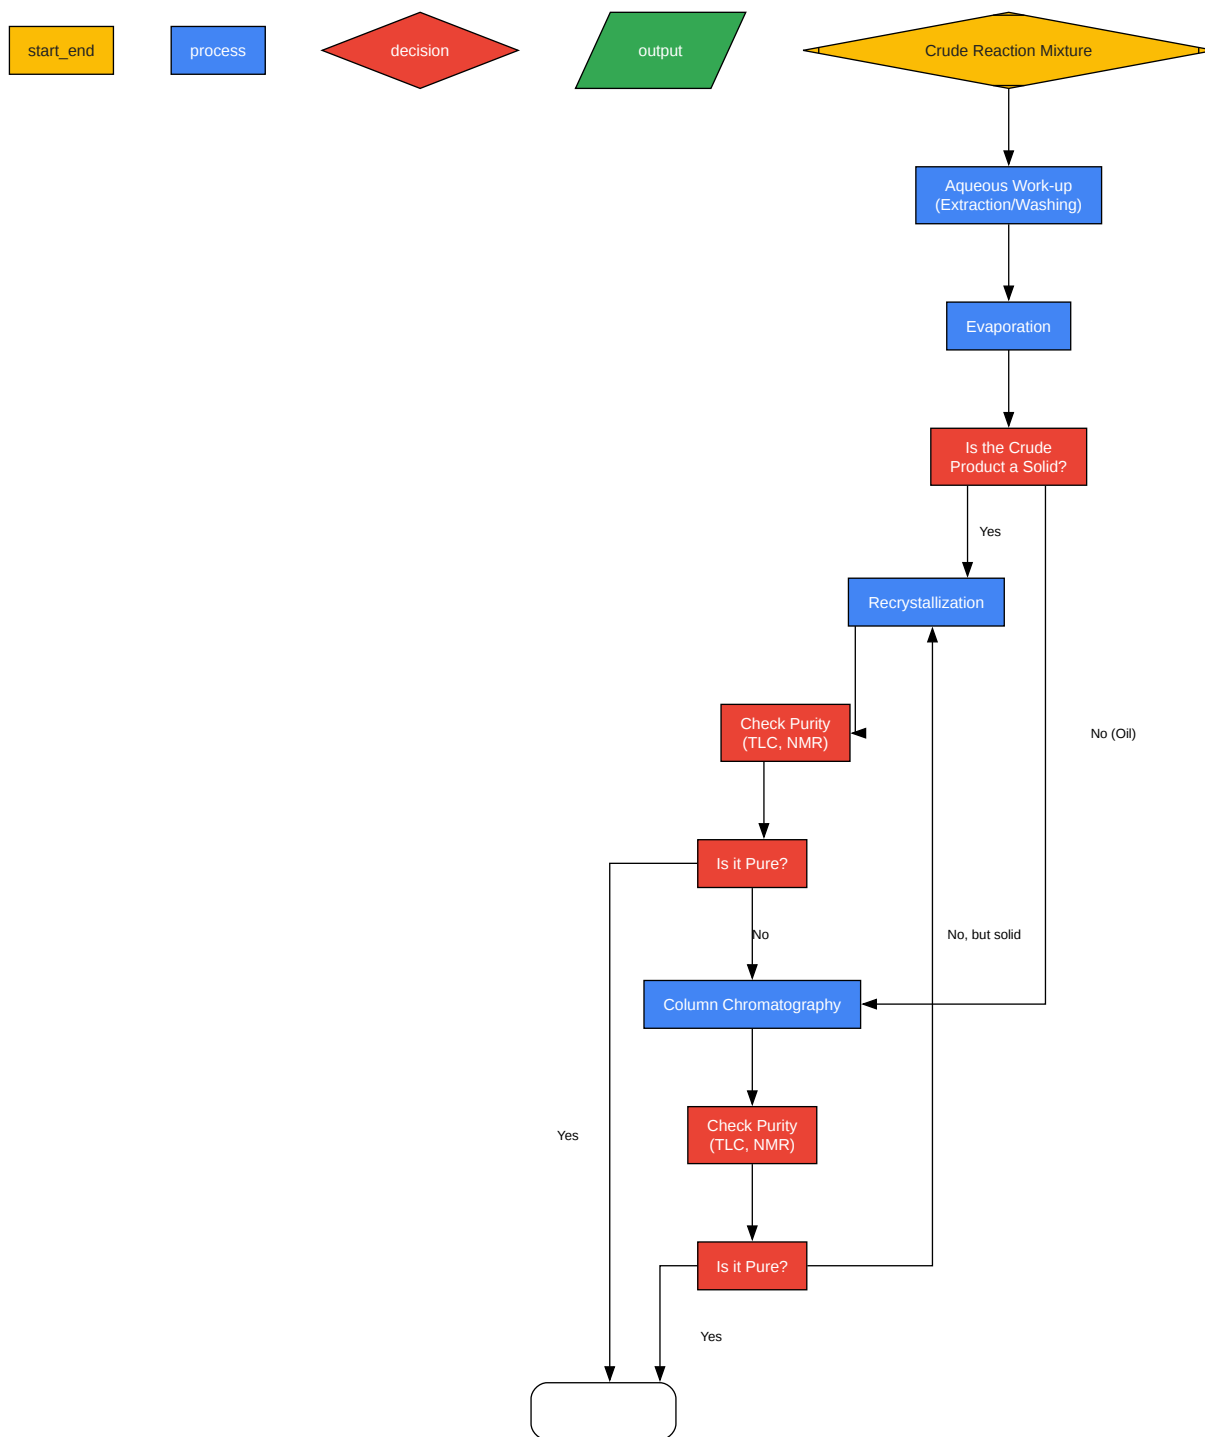 start_end
process
decision
output
Crude Reaction Mixture
Aqueous Work-up
(Extraction/Washing)
Evaporation
Is the Crude
Product a Solid?
Yes
Recrystallization
Check Purity
(TLC, NMR)
No (Oil)
Is it Pure?
No
No, but solid
Column Chromatography
Check Purity
(TLC, NMR)
Yes
Is it Pure?
Yes